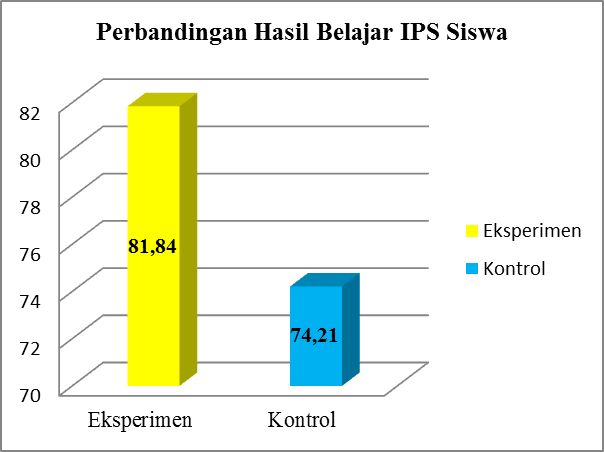 Perbandingan Hasil Belajar IPS Siswa
82
80
78
76
74
72
70
81,84
74,21
Eksperimen
Kontrol
Eksperimen
Kontrol